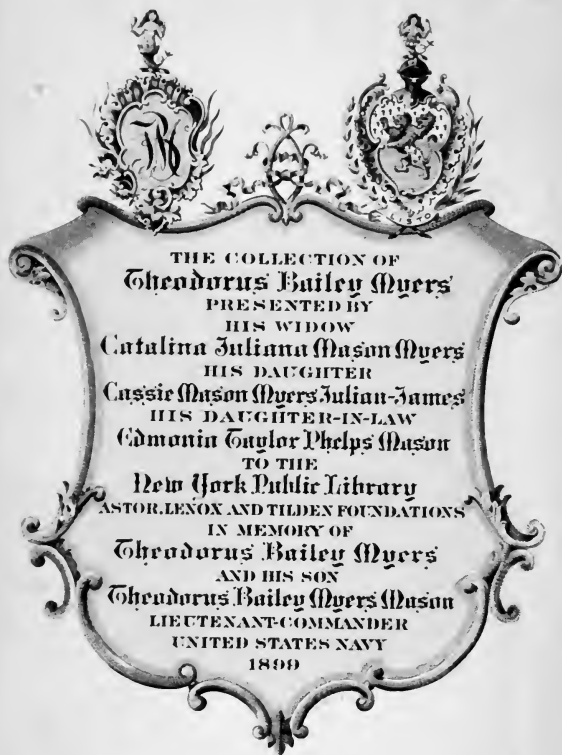 THE COLLECTION OF
Theodorus Bailey Myers
PRESENTED BY
HIS WIDOW
Catalina Juliana Mason Myers
HIS DAUGHTER
Cassie Mason Myers Julian-James
HIS DAUGHTER-IN-LAW
Edmonia Taylor Phelps Mason
TO THE
New York Public Library
ASTOR, LENOX AND TILDEN FOUNDATIONS
IN MEMORY OF
Theodorus Bailey Myers
AND HIS SON
Theodorus Bailey Myers Mason
LIEUTENANT-COMMANDER
UNITED STATES NAVY
1899